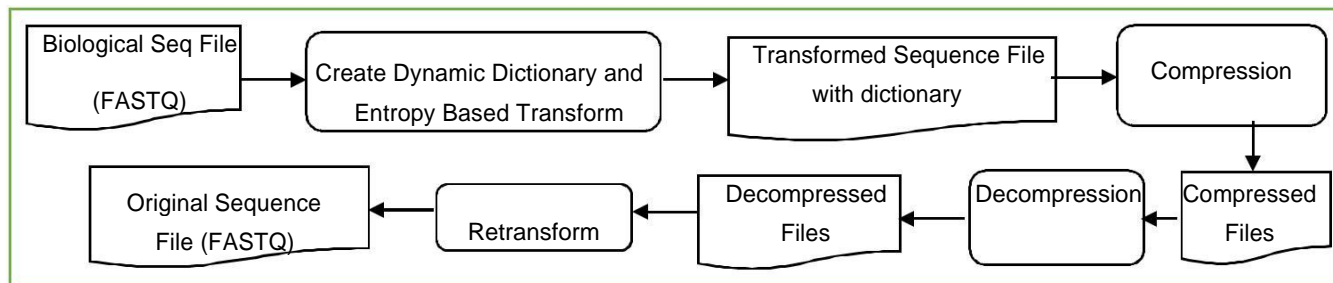 Biological Seq File
(FASTQ)
Create Dynamic Dictionary and
Entropy Based Transform
Transformed Sequence File
with dictionary
Compression
Compressed
Files
Decompression
Decompressed
Files
Retransform
Original Sequence
File (FASTQ)